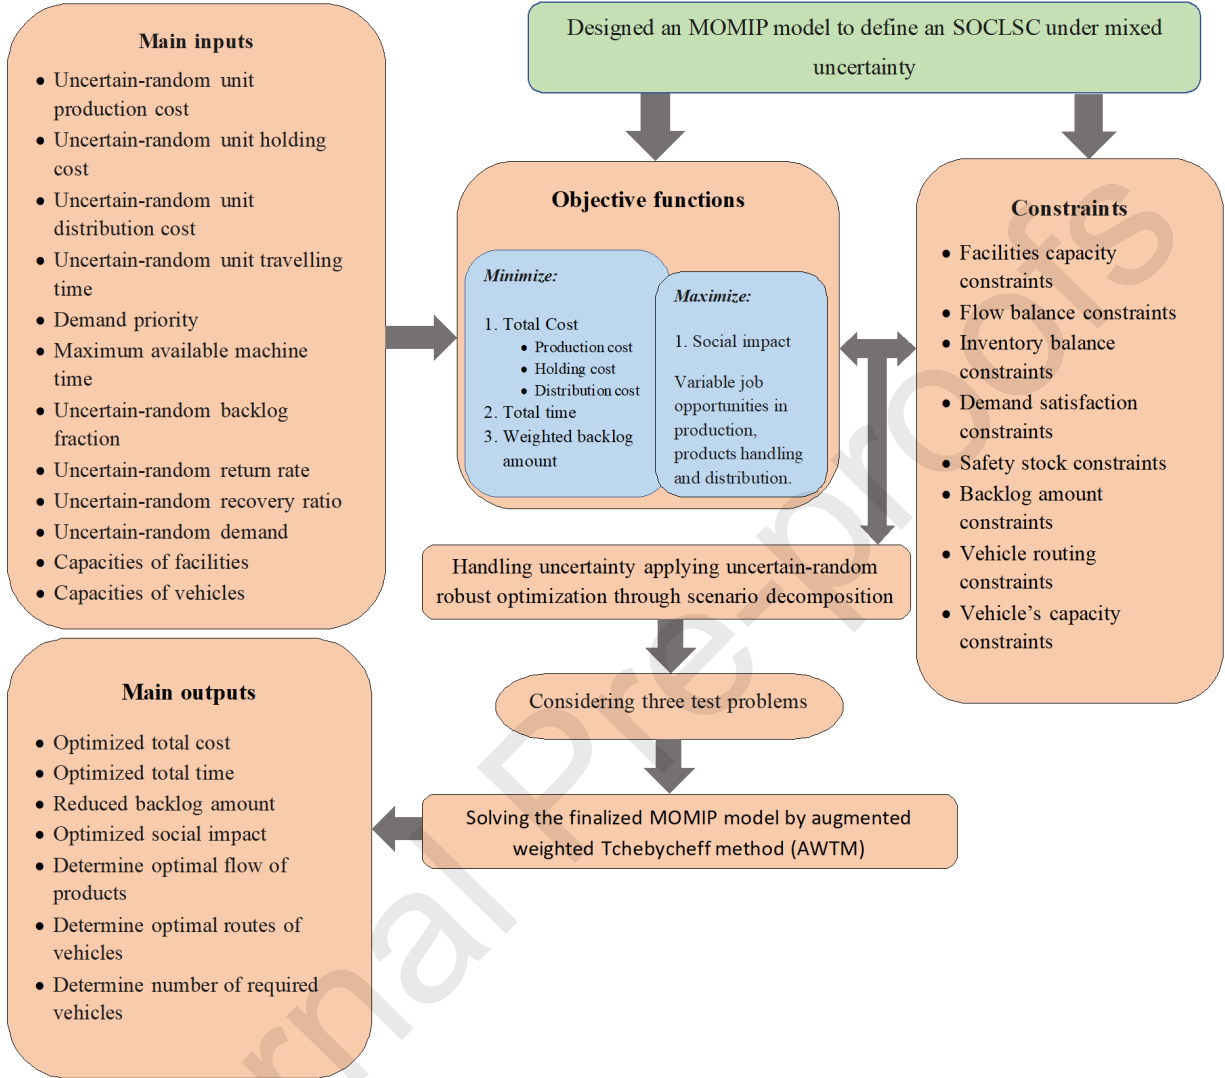 Main inputs
• Uncertain-random unit
production cost
• Uncertain-random unit holding
cost
• Uncertain-random unit
distribution cost
• Uncertain-random unit travelling
time
• Demand priority
• Maximum available machine
time
• Uncertain-random backlog
fraction
• Uncertain-random return rate
• Uncertain-random recovery ratio
• Uncertain-random demand
• Capacities of facilities
• Capacities of vehicles
Designed an MOMIP model to define an SOCLSC under mixed
uncertainty
Objective functions
Minimize:
1. Total Cost
• Production cost
• Holding cost
• Distribution cost
2. Total time
3. Weighted backlog
amount
Maximize:
1. Social impact
Variable job
opportunities in
production,
products handling
and distribution.
Constraints
• Facilities capacity
constraints
• Flow balance constraints
• Inventory balance
constraints
• Demand satisfaction
constraints
• Safety stock constraints
• Backlog amount
constraints
• Vehicle routing
constraints
• Vehicle’s capacity
constraints
Handling uncertainty applying uncertain-random
robust optimization through scenario decomposition
Considering three test problems
Solving the finalized MOMIP model by augmented
weighted Tchebycheff method (AWTM)
Main outputs
• Optimized total cost
• Optimized total time
• Reduced backlog amount
• Optimized social impact
• Determine optimal flow of
products
• Determine optimal routes of
vehicles
• Determine number of required
vehicles
rnal Pre-proofs